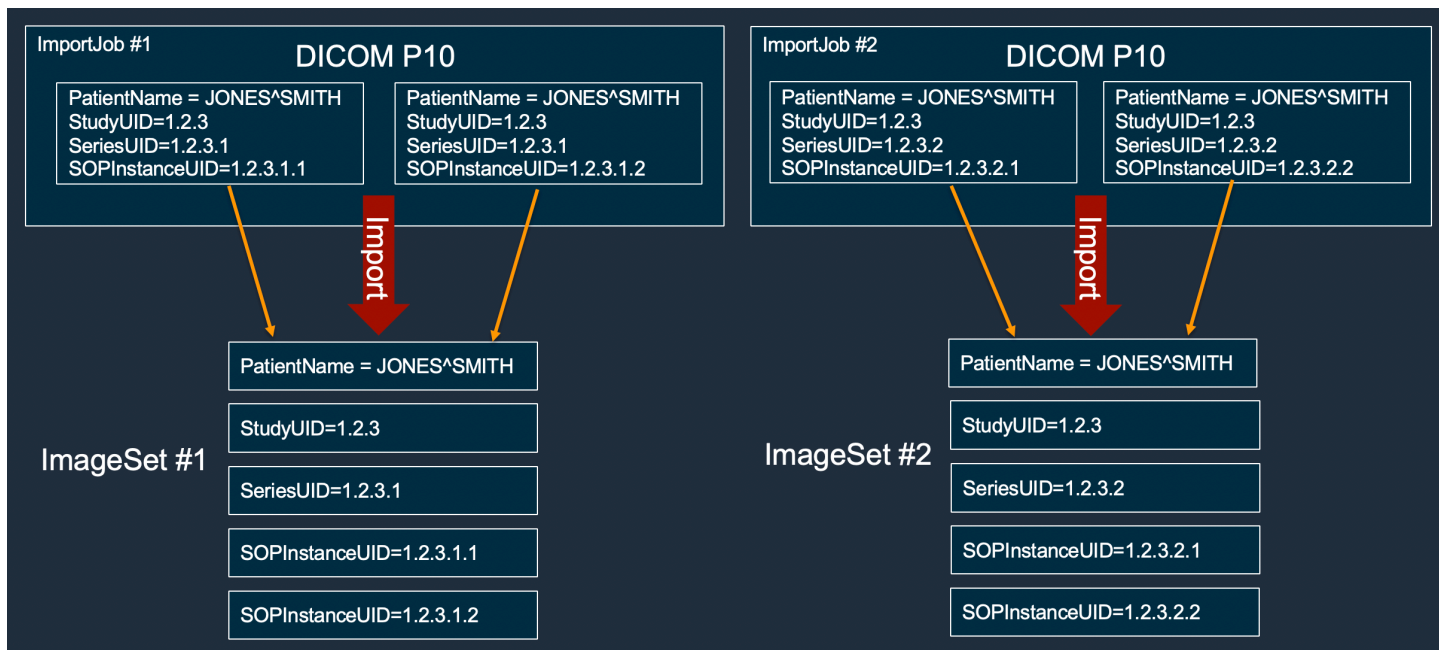 ImportJob #1
DICOM P10
PatientName = JONES^SMITH
StudyUID=1.2.3
SeriesUID=1.2.3.1
SOPInstanceUID=1.2.3.1.1
PatientName = JONES^SMITH
StudyUID=1.2.3
SeriesUID=1.2.3.1
SOPInstanceUID=1.2.3.1.2
Import
PatientName = JONES^SMITH
ImageSet #1
StudyUID=1.2.3
SeriesUID=1.2.3.1
SOPInstanceUID=1.2.3.1.1
SOPInstanceUID=1.2.3.1.2
ImportJob #2
DICOM P10
PatientName = JONES^SMITH
StudyUID=1.2.3
SeriesUID=1.2.3.2
SOPInstanceUID=1.2.3.2.1
PatientName = JONES^SMITH
StudyUID=1.2.3
SeriesUID=1.2.3.2
SOPInstanceUID=1.2.3.2.2
Import
PatientName = JONES^SMITH
ImageSet #2
StudyUID=1.2.3
SeriesUID=1.2.3.2
SOPInstanceUID=1.2.3.2.1
SOPInstanceUID=1.2.3.2.2